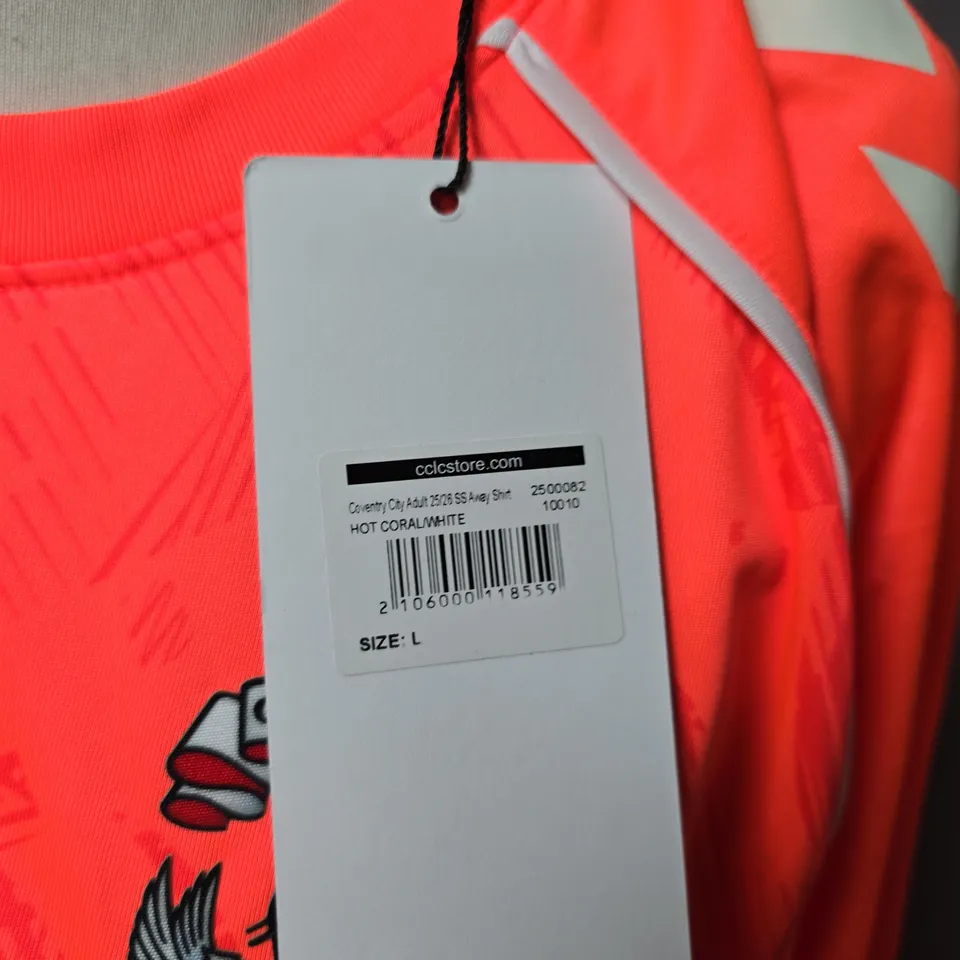 cclcstore.com
Coventry City Adult 25/26 SS Away Shirt 2500082
HOT CORAL/WHITE 10010
2 106000 118559
SIZE: L